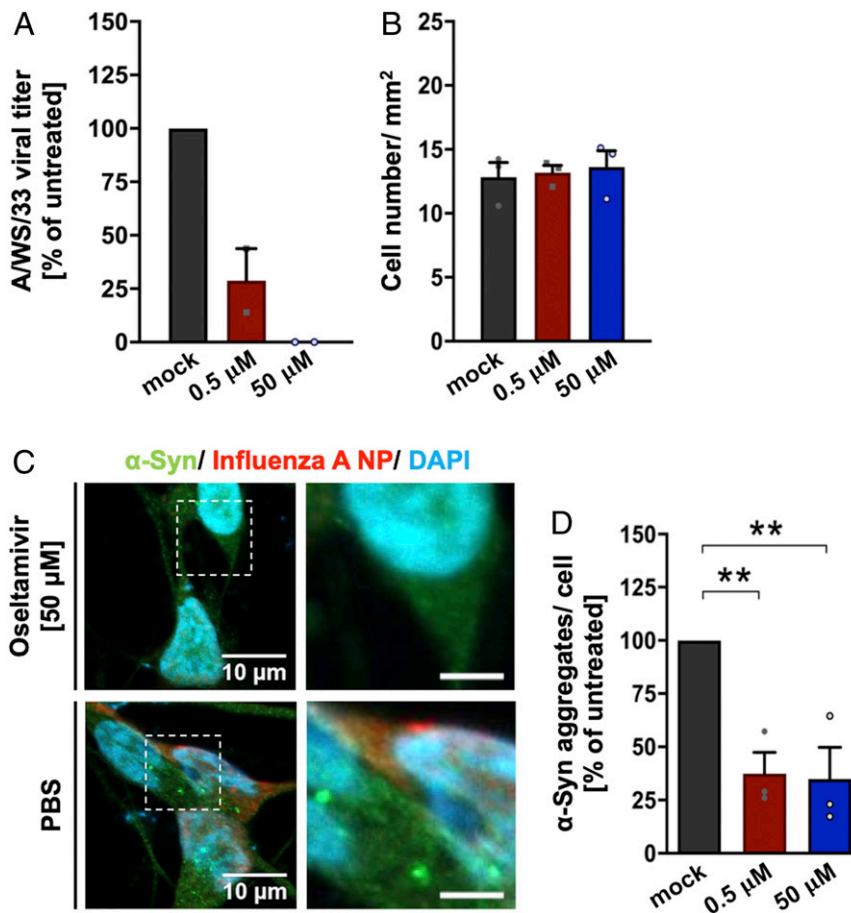 A
A/WS/33 viral titer
[% of untreated]
150
125
100
75
50
25
0
mock
0.5 µM
50 µM
B
Cell number/ mm²
25
20
15
10
5
0
mock
0.5 µM
50 µM
C
α-Syn/ Influenza A NP/ DAPI
Oseltamivir
[50 µM]
10 µm
PBS
10 µm
D
α-Syn aggregates/ cell
[% of untreated]
150
125
100
75
50
25
0
**
**
mock
0.5 µM
50 µM